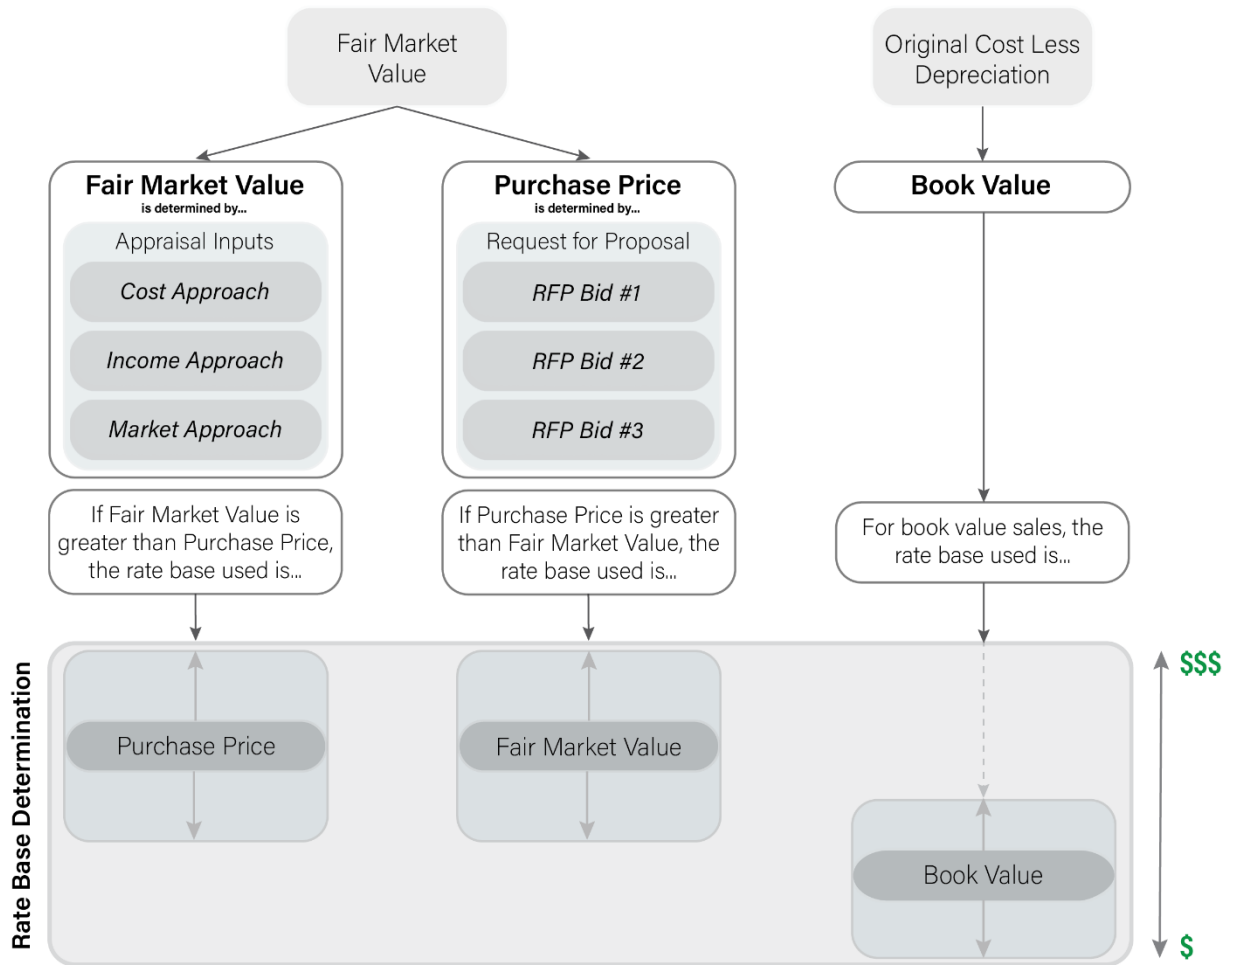 Fair Market
Value
Original Cost Less
Depreciation
Fair Market Value
is determined by...
Appraisal Inputs
Cost Approach
Income Approach
Market Approach
Purchase Price
is determined by...
Request for Proposal
RFP Bid #1
RFP Bid #2
RFP Bid #3
Book Value
If Fair Market Value is
greater than Purchase Price,
the rate base used is...
If Purchase Price is greater
than Fair Market Value, the
rate base used is...
For book value sales, the
rate base used is...
Rate Base Determination
Purchase Price
Fair Market Value
Book Value
$$$
$